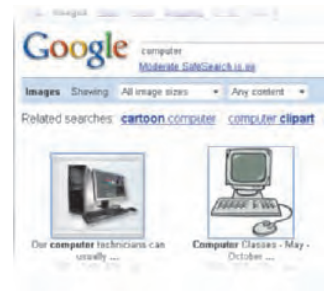 Images
Google
computer
Moderate SafeSearch is on
Images Showing: All image sizes Any content
Related searches: cartoon computer computer clipart
Our computer technicians can usually ...
Computer Classes - May - October ...